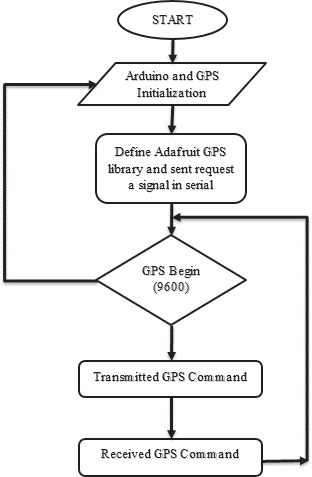 START
Arduino and GPS
Initialization
Define Adafruit GPS
library and sent request
a signal in serial
GPS Begin
(9600)
Transmitted GPS Command
Received GPS Command